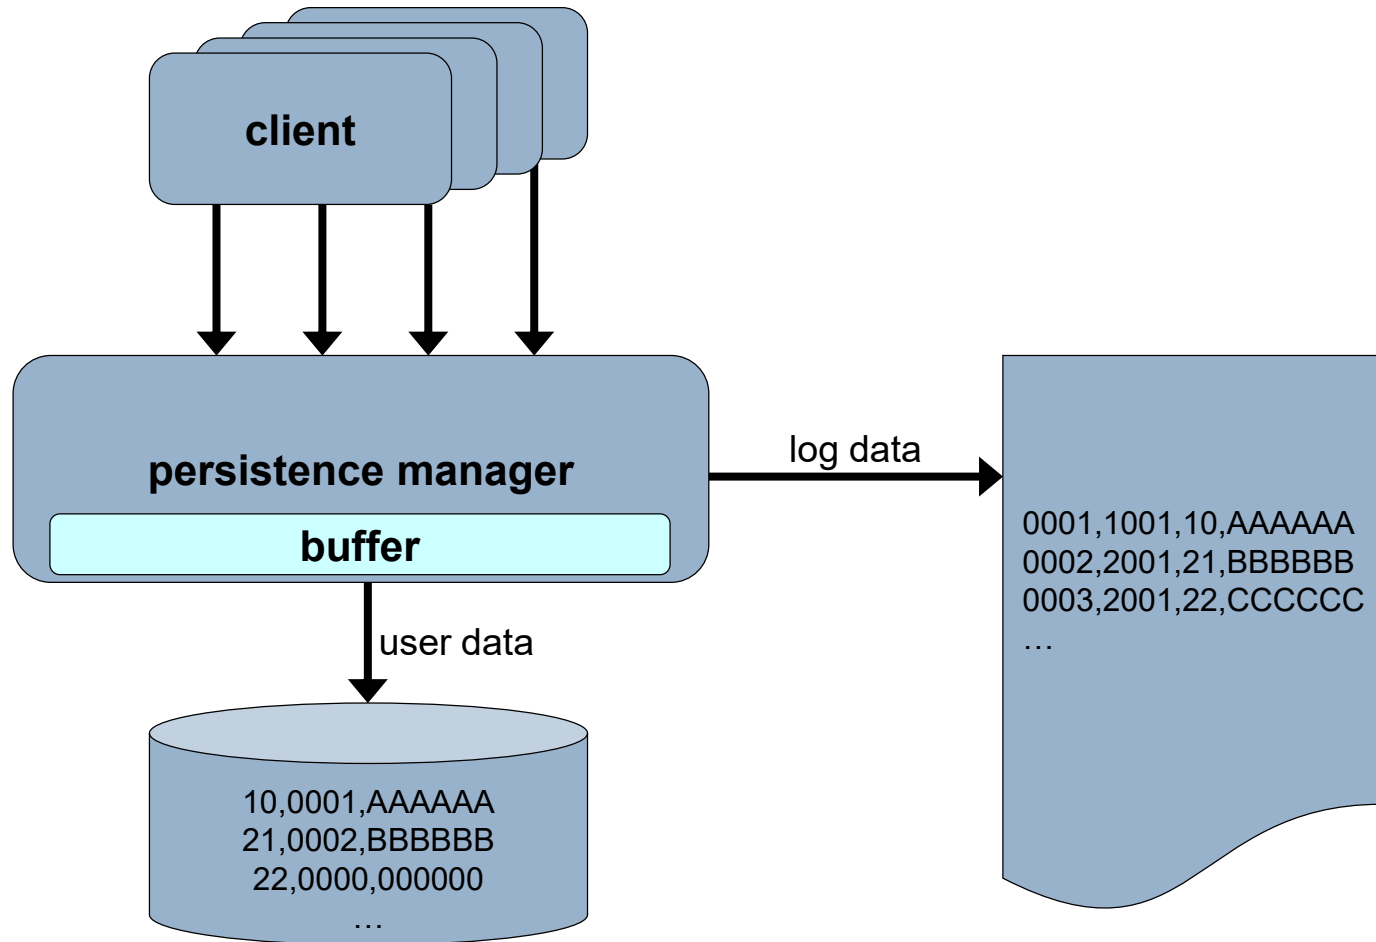 client
persistence manager
buffer
log data
0001,1001,10,AAAAAA
0002,2001,21,BBBBBB
0003,2001,22,CCCCCC
…
user data
10,0001,AAAAAA
21,0002,BBBBBB
22,0000,000000
…